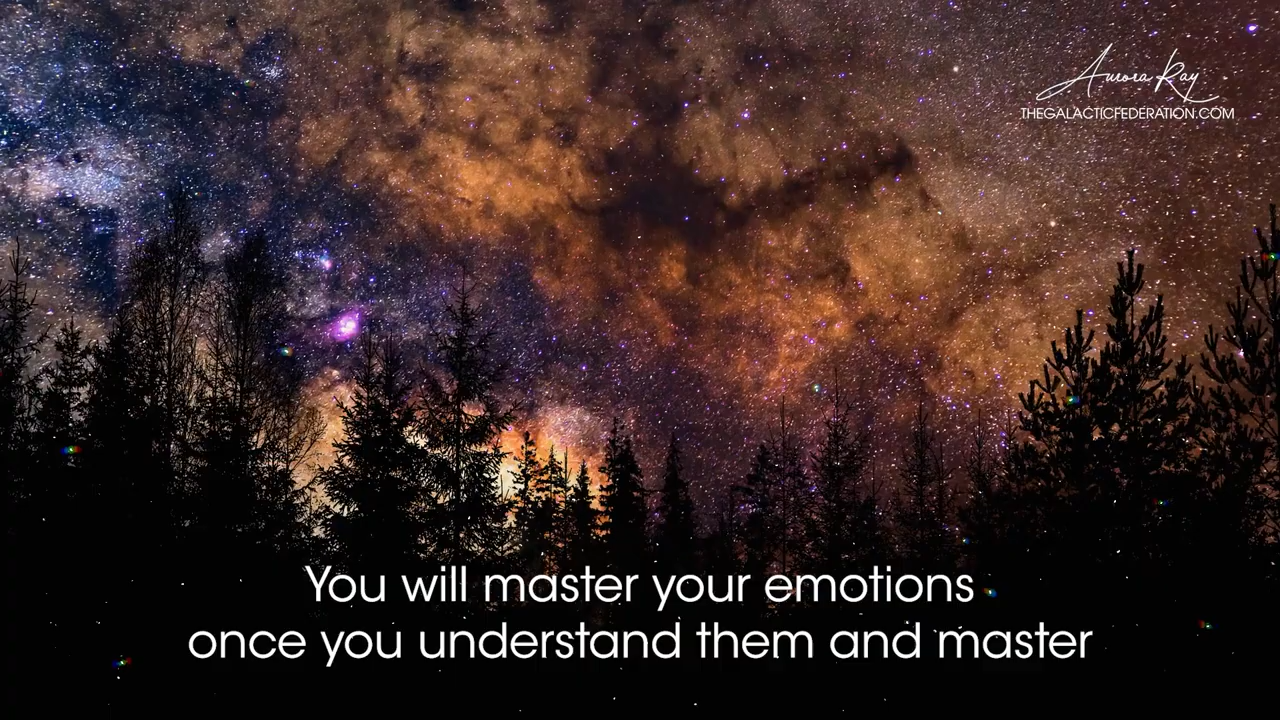 Aurora Ray
THEGALACTICFEDERATION.COM
You will master your emotions
once you understand them and master